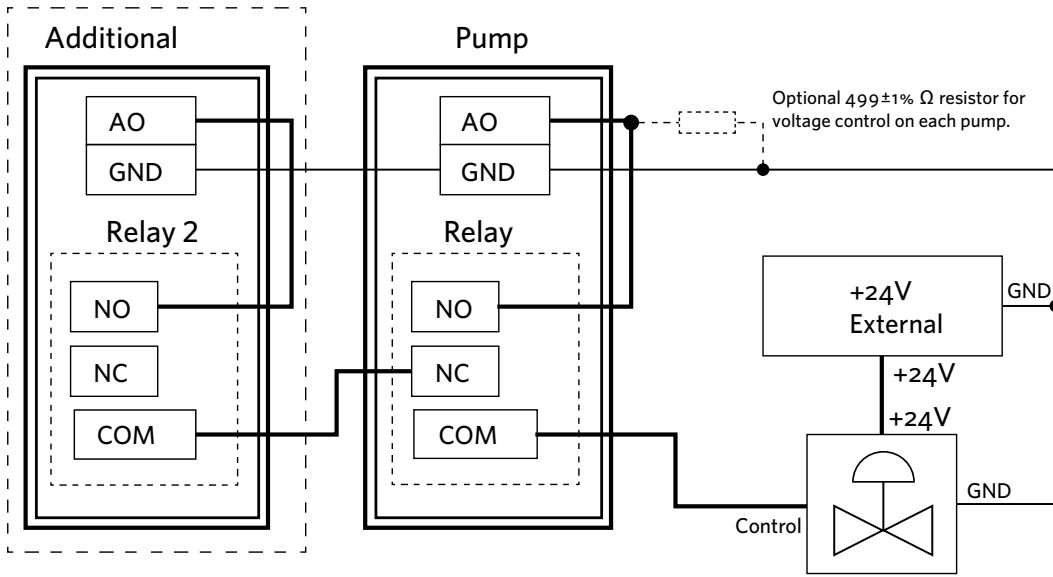 Additional
Pump
AO
GND
Relay 2
NO
NC
COM
AO
GND
Relay
NO
NC
COM
Optional 499±1% Ω resistor for
voltage control on each pump.
+24V
External
GND
+24V
+24V
GND
Control